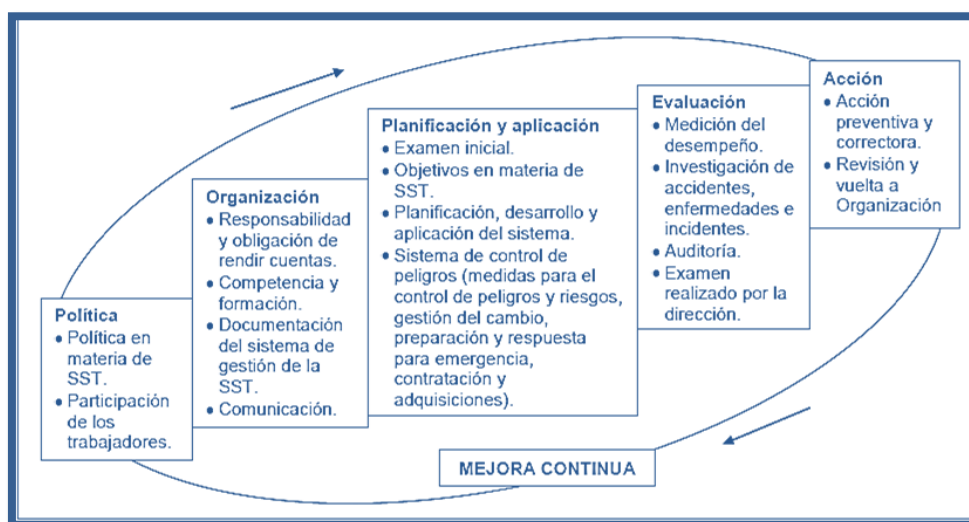 Política
• Política en
materia de
SST.
• Participación
de los
trabajadores.
Organización
• Responsabilidad
y obligación de
rendir cuentas.
• Competencia y
formación.
• Documentación
del sistema de
gestión de la
SST.
• Comunicación.
Planificación y aplicación
• Examen inicial.
• Objetivos en materia de
SST.
• Planificación, desarrollo y
aplicación del sistema.
• Sistema de control de
peligros (medidas para el
control de peligros y riesgos,
gestión del cambio,
preparación y respuesta
para emergencia,
contratación y
adquisiciones).
Evaluación
• Medición del
desempeño.
• Investigación de
accidentes,
enfermedades e
incidentes.
• Auditoría.
• Examen
realizado por la
dirección.
Acción
• Acción
preventiva y
correctora.
• Revisión y
vuelta a
Organización
MEJORA CONTINUA